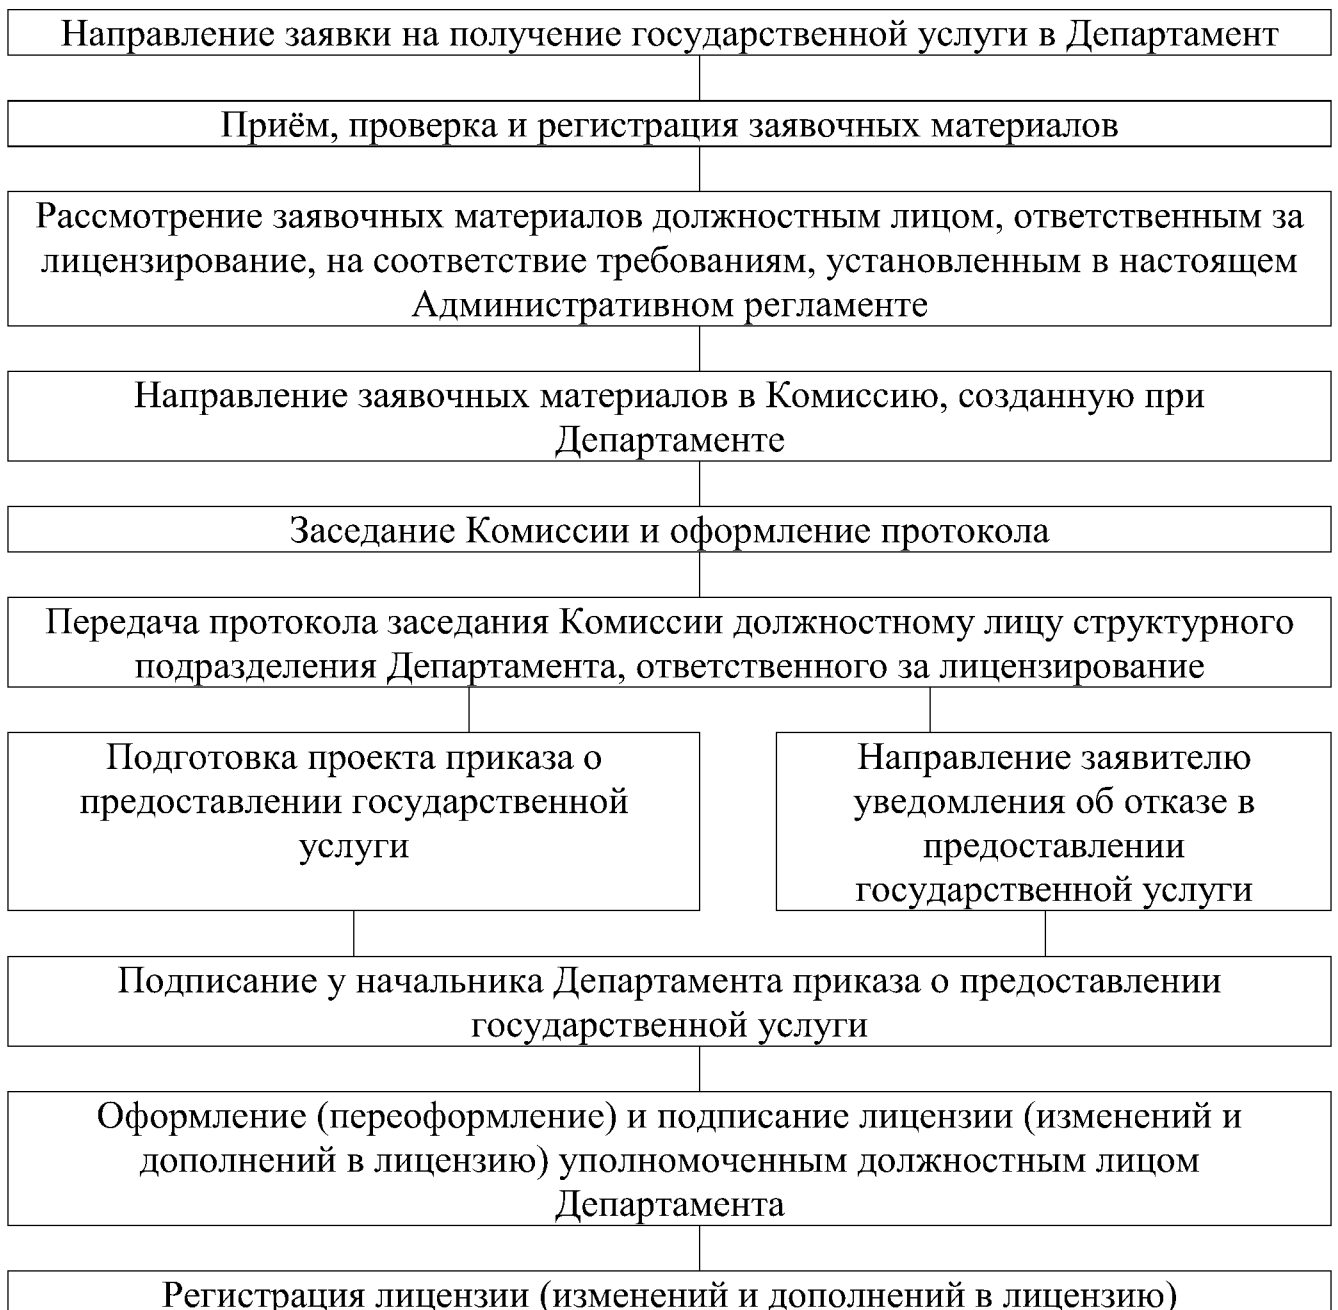 Направление заявки на получение государственной услуги в Департамент
Приём, проверка и регистрация заявочных материалов
Рассмотрение заявочных материалов должностным лицом, ответственным за
лицензирование, на соответствие требованиям, установленным в настоящем
Административном регламенте
Направление заявочных материалов в Комиссию, созданную при
Департаменте
Заседание Комиссии и оформление протокола
Передача протокола заседания Комиссии должностному лицу структурного
подразделения Департамента, ответственного за лицензирование
Подготовка проекта приказа о
предоставлении государственной
услуги
Направление заявителю
уведомления об отказе в
предоставлении
государственной услуги
Подписание у начальника Департамента приказа о предоставлении
государственной услуги
Оформление (переоформление) и подписание лицензии (изменений и
дополнений в лицензию) уполномоченным должностным лицом
Департамента
Регистрация лицензии (изменений и дополнений в лицензию)